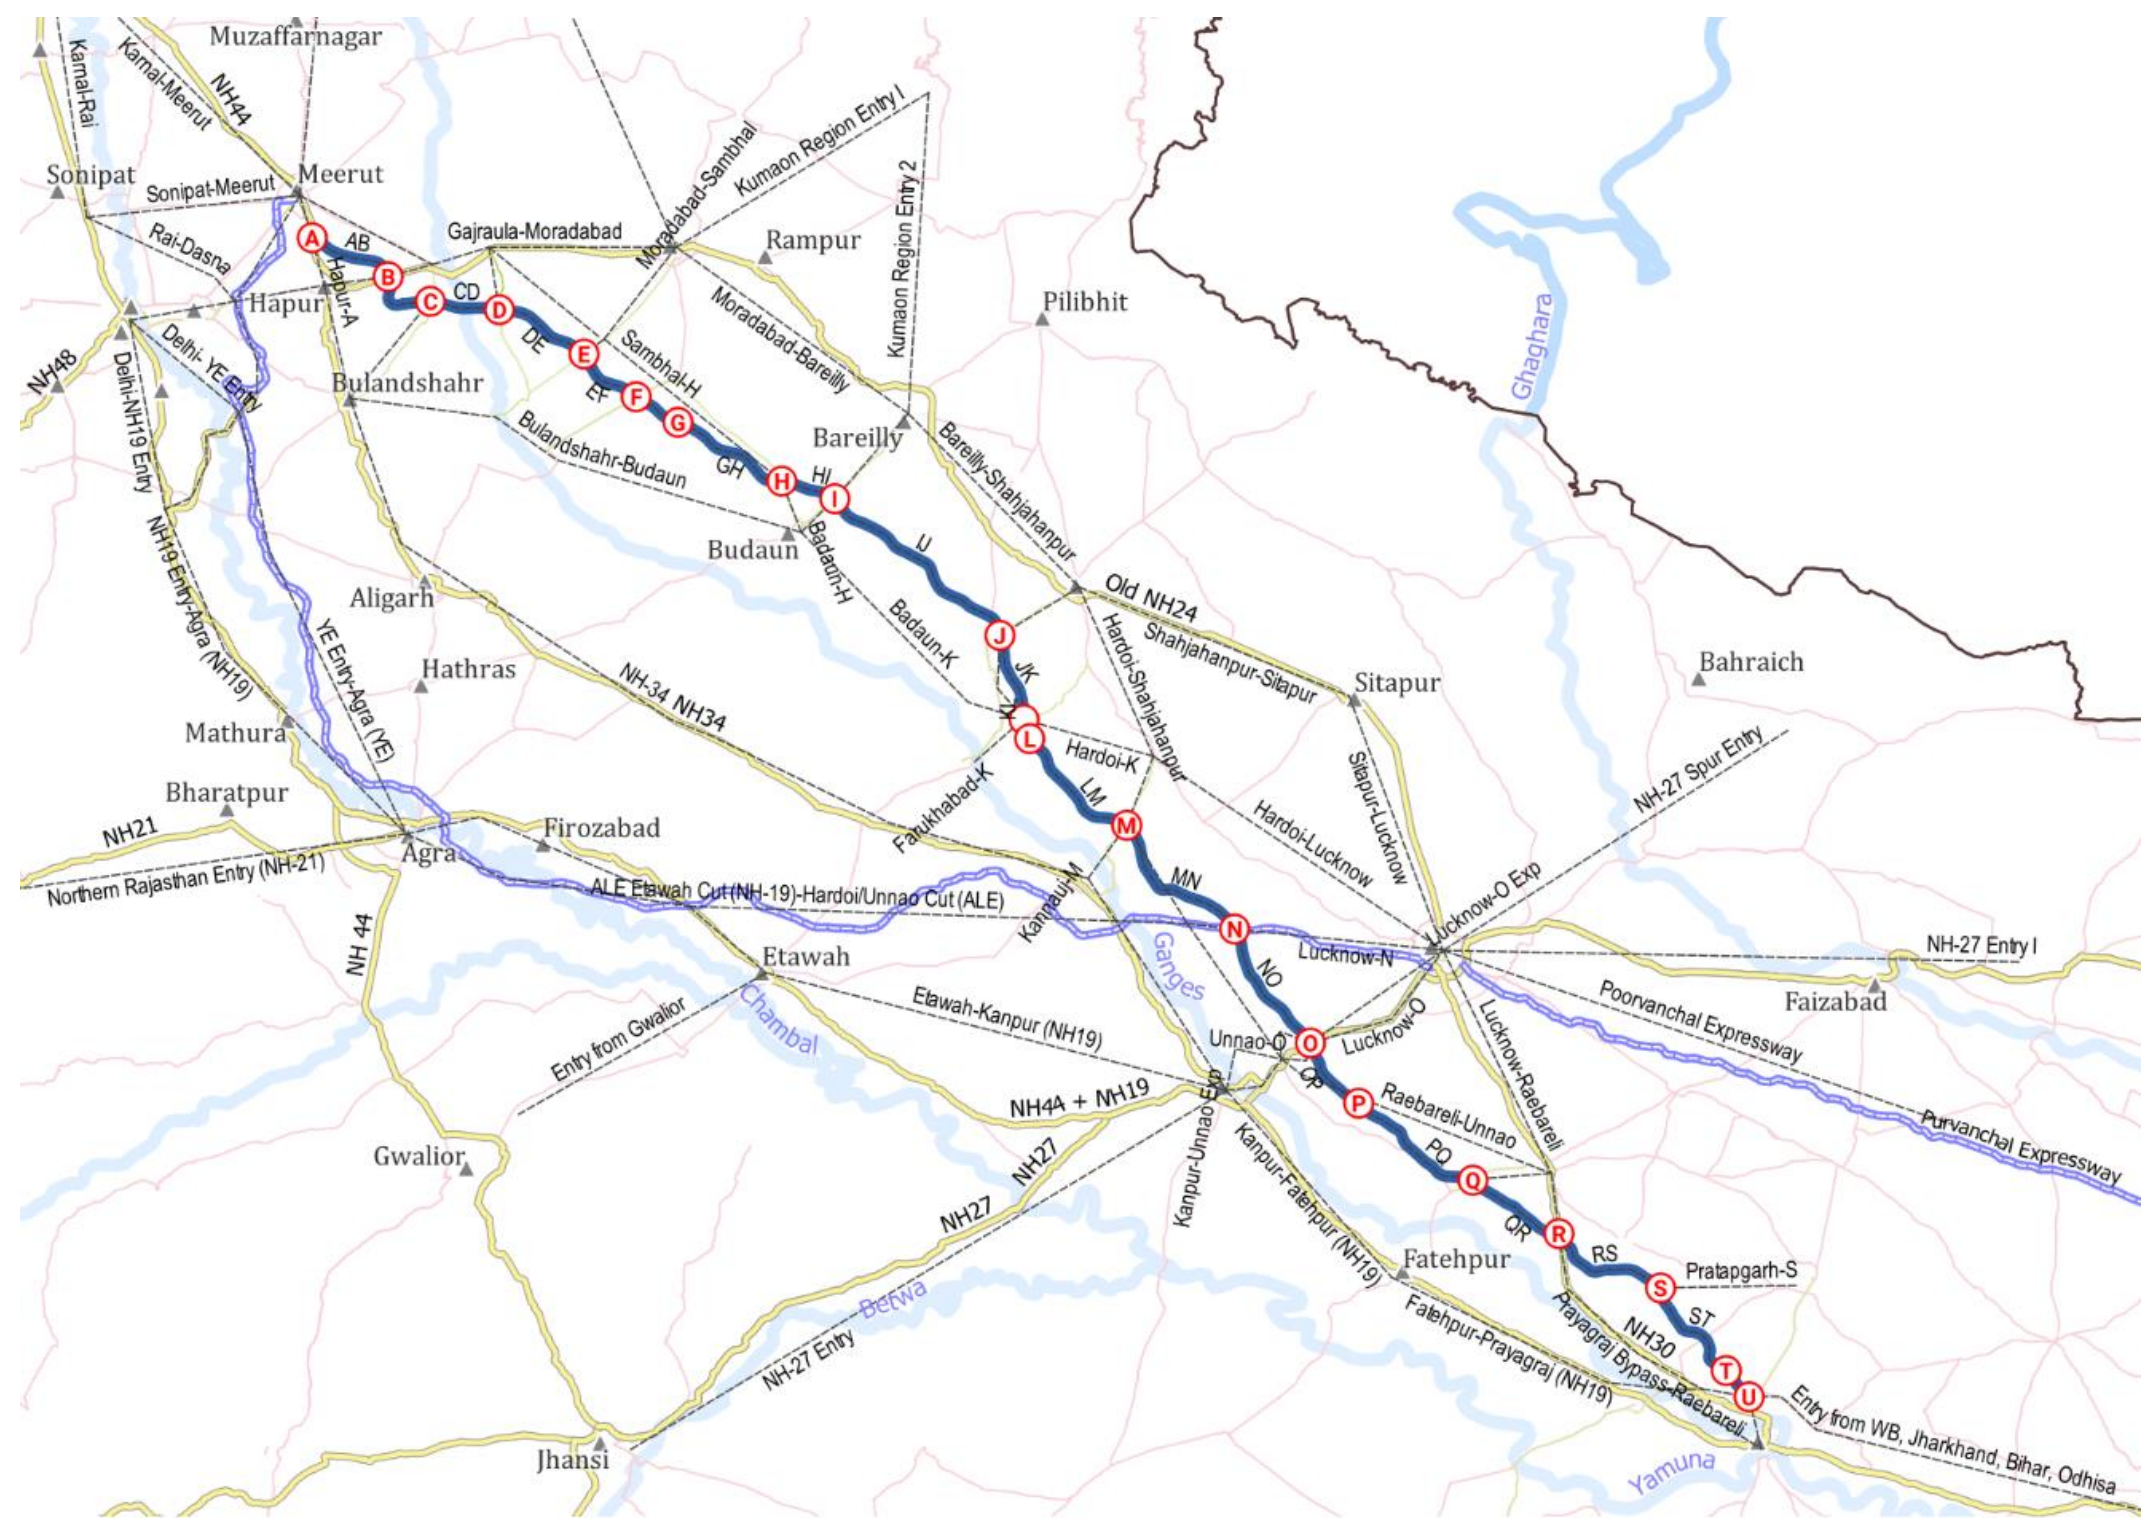 Muzaffarnagar
Karnal-Rai
Karnal-Meerut
NH44
Sonipat
Meerut
Sonipat-Meerut
Rai-Dasna
A
AB
Hapur-A
Hapur
B
C
CD
D
DE
E
EF
F
G
GH
H
HI
I
Gajraula-Moradabad
Moradabad-Sambhal
Kumaon Region Entry I
Kumaon Region Entry 2
Rampur
Pilibhit
Moradabad-Bareilly
Sambhal-H
Ghaghara
NH48
Delhi- YE Entry
Delhi-NH19 Entry
Bulandshahr
Bulandshahr-Budaun
Bareilly
Bareilly-Shahjahanpur
Budaun
Badaun-H
Badaun-K
IJ
NH19 Entry-Agra (NH19)
Aligarh
YE Entry-Agra (YE)
Hathras
NH-34 NH34
J
JK
KL
L
Old NH24
Shahjahanpur-Sitapur
Hardoi-Shahjahanpur
Sitapur
Bahraich
Mathura
Bharatpur
NH21
Northern Rajasthan Entry (NH-21)
Agra
Firozabad
Farukhabad-K
Hardoi-K
LM
M
Hardoi-Lucknow
Sitapur-Lucknow
NH-27 Spur Entry
ALE Etawah Cut (NH-19)-Hardoi/Unnao Cut (ALE)
Kannauj-M
MN
N
Lucknow-N
Lucknow-O Exp
NH-27 Entry I
NH 44
Etawah
Chambal
Ganges
NO
Faizabad
Entry from Gwalior
Etawah-Kanpur (NH19)
Unnao-O
O
Lucknow-O
Lucknow-Raebareli
Poorvanchal Expressway
Purvanchal Expressway
OP
P
Raebareli-Unnao
NH44 + NH19
Kanpur-Unnao Exp
Kanpur-Fatehpur (NH19)
PQ
Q
Gwalior
NH27
NH27
QR
R
RS
S
Pratapgarh-S
Fatehpur
Betwa
NH-27 Entry
Fatehpur-Prayagraj (NH19)
Prayagraj Bypass-Raebareli
NH30
ST
T
U
Entry from WB, Jharkhand, Bihar, Odhisa
Jhansi
Yamuna